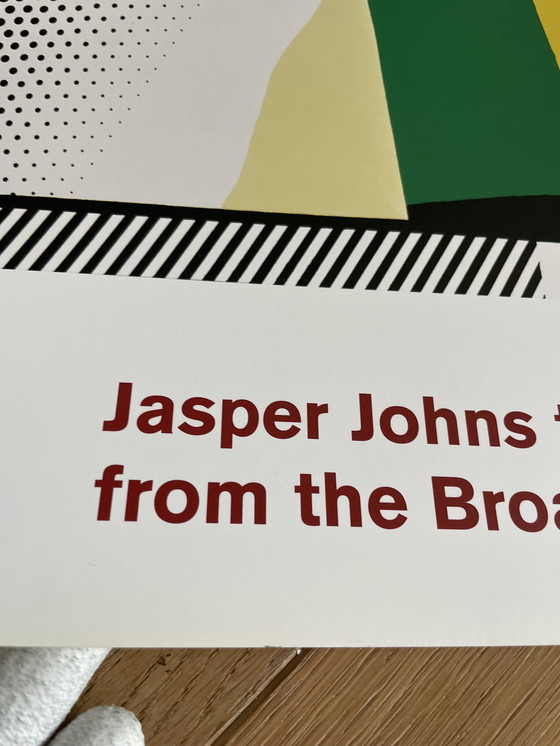 Jasper Johns
from the